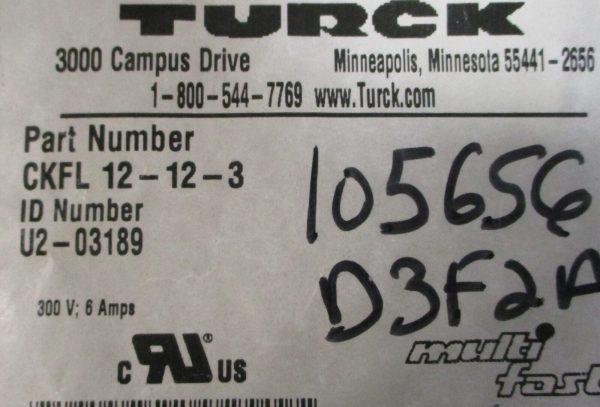 TURCK
3000 Campus Drive Minneapolis, Minnesota 55441-2656
1-800-544-7769 www.Turck.com
Part Number
CKFL 12-12-3
ID Number
U2-03189
105656
D3F2A
300 V; 6 Amps
c RU ® US
multi
fast